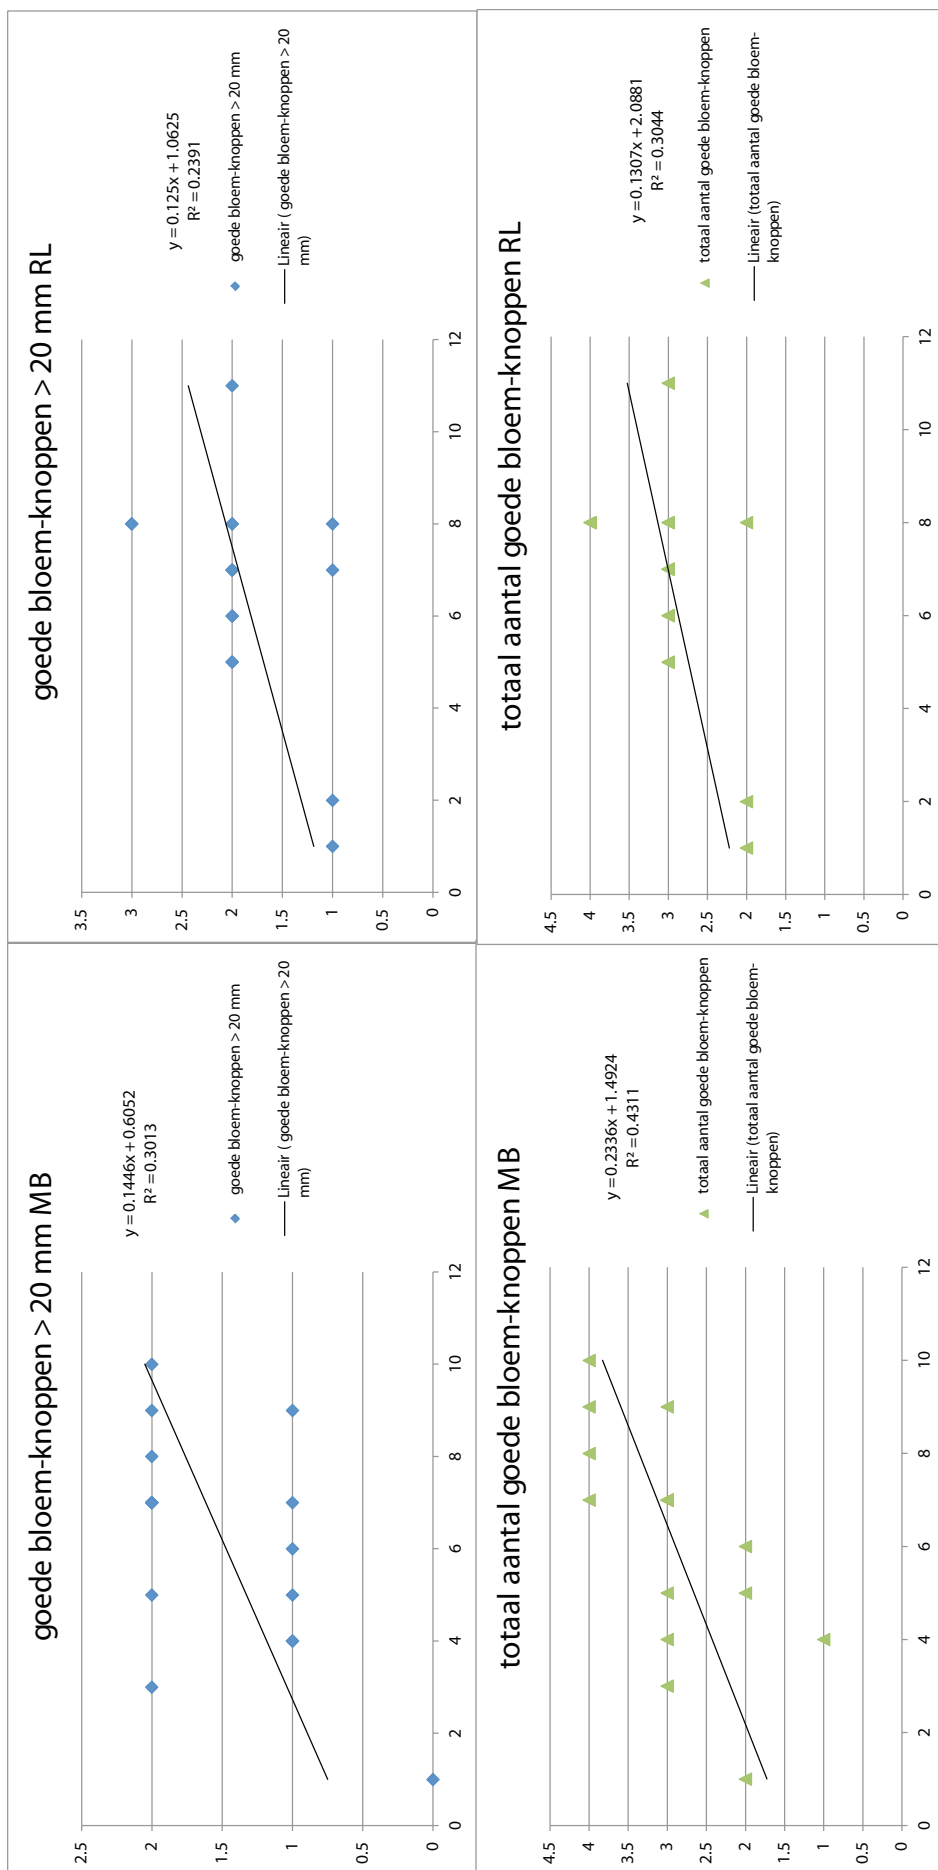 goede bloem-knoppen > 20 mm MB
2.5
2
1.5
1
0.5
0
0
2
4
6
8
10
12
y = 0.1446x + 0.6052
R² = 0.3013
goede bloem-knoppen > 20 mm
Lineair ( goede bloem-knoppen > 20
mm)
goede bloem-knoppen > 20 mm RL
3.5
3
2.5
2
1.5
1
0.5
0
0
2
4
6
8
10
12
y = 0.125x + 1.0625
R² = 0.2391
goede bloem-knoppen > 20 mm
Lineair ( goede bloem-knoppen > 20
mm)
totaal aantal goede bloem-knoppen MB
4.5
4
3.5
3
2.5
2
1.5
1
0.5
0
0
2
4
6
8
10
12
y = 0.2336x + 1.4924
R² = 0.4311
totaal aantal goede bloem-knoppen
Lineair (totaal aantal goede bloem-
knoppen)
totaal aantal goede bloem-knoppen RL
4.5
4
3.5
3
2.5
2
1.5
1
0.5
0
0
2
4
6
8
10
12
y = 0.1307x + 2.0881
R² = 0.3044
totaal aantal goede bloem-knoppen
Lineair (totaal aantal goede bloem-
knoppen)